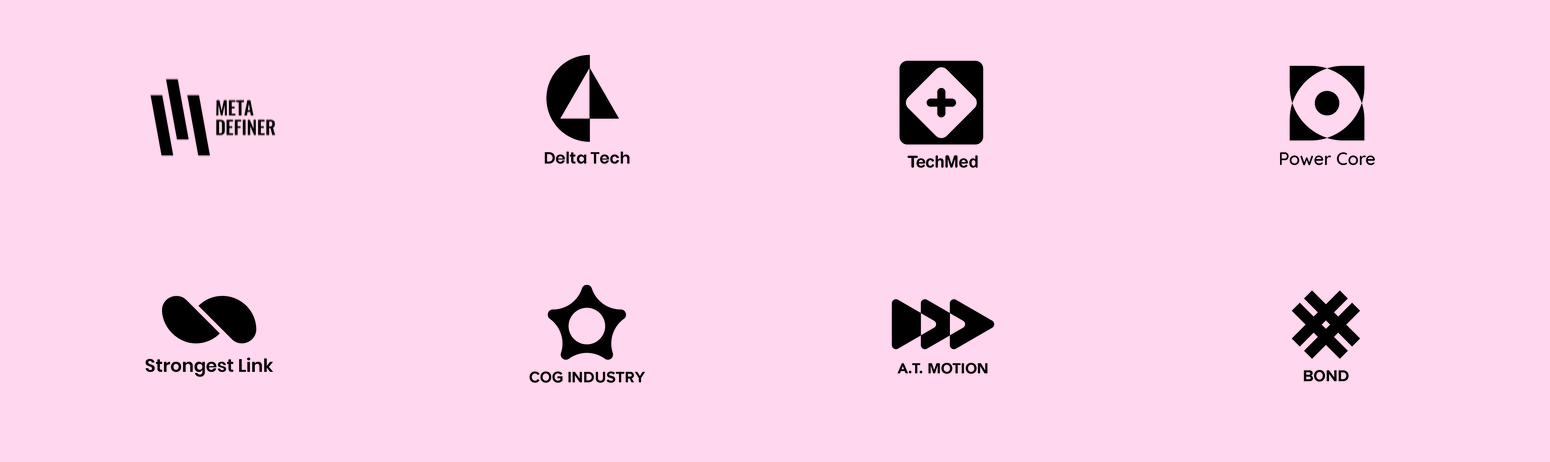 META
DEFINER
Delta Tech
TechMed
Power Core
Strongest Link
COG INDUSTRY
A.T. MOTION
BOND